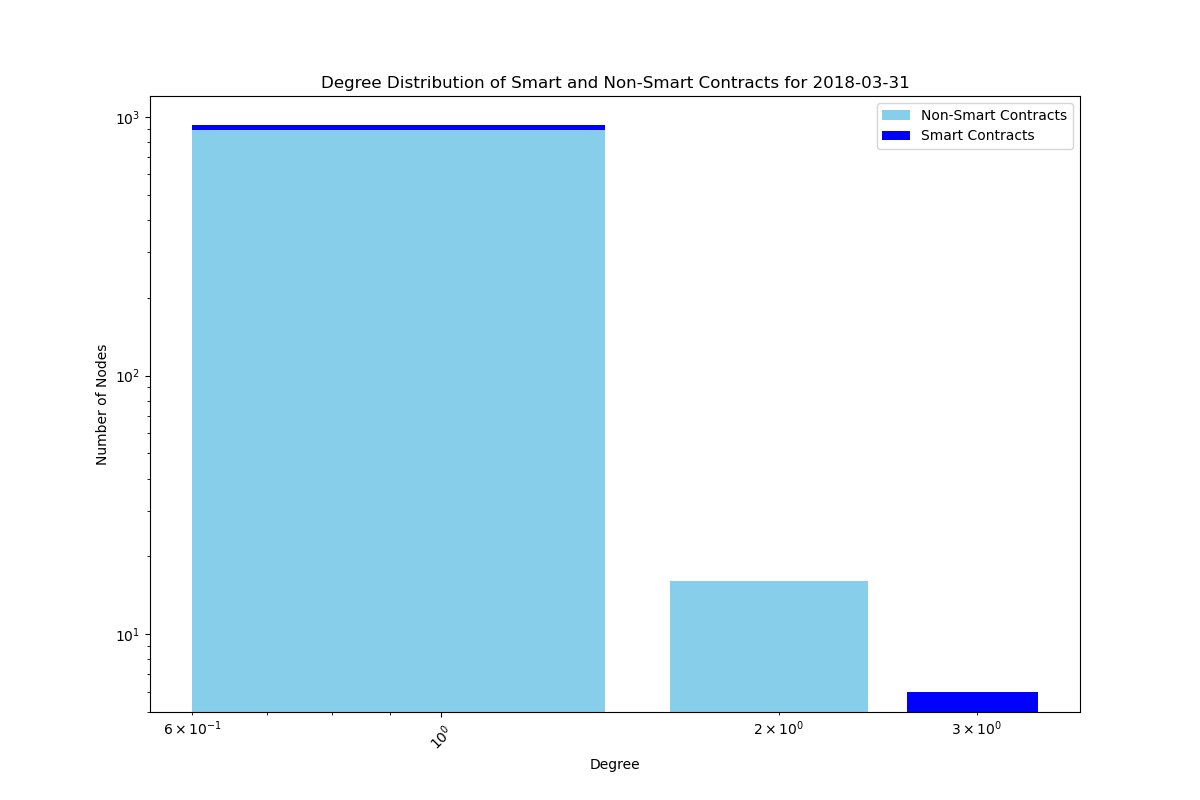 Degree Distribution of Smart and Non-Smart Contracts for 2018-03-31
Non-Smart Contracts
Smart Contracts
Number of Nodes
10³
10²
10¹
6 × 10⁻¹
10⁰
2 × 10⁰
3 × 10⁰
Degree